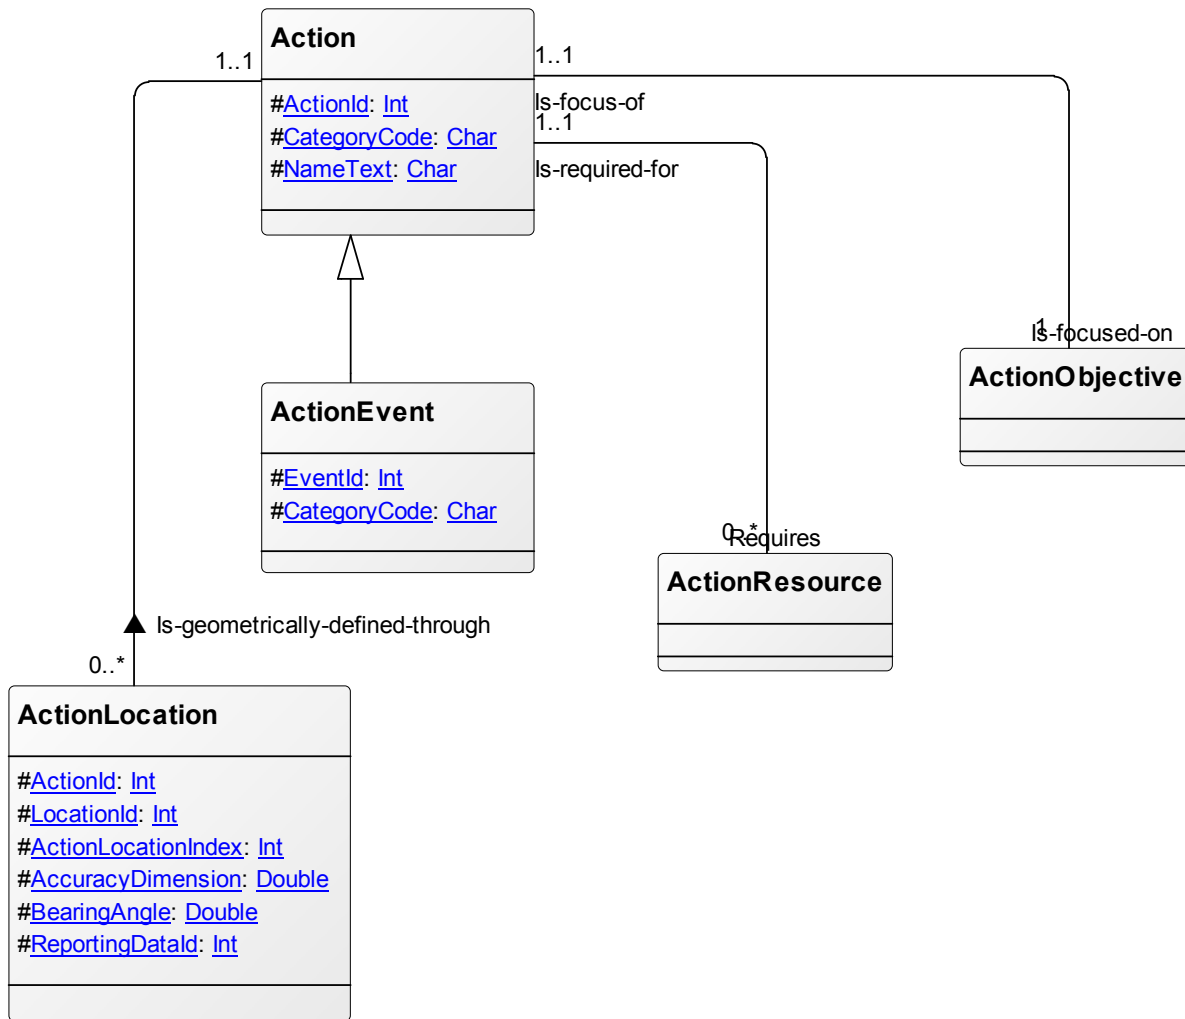 Action
#ActionId: Int
#CategoryCode: Char
#NameText: Char
1..1
1..1
Is-focus-of
1..1
Is-required-for
1
Is-focused-on
ActionObjective
ActionEvent
#EventId: Int
#CategoryCode: Char
0..*
Requires
ActionResource
Is-geometrically-defined-through
0..*
ActionLocation
#ActionId: Int
#LocationId: Int
#ActionLocationIndex: Int
#AccuracyDimension: Double
#BearingAngle: Double
#ReportingDataId: Int